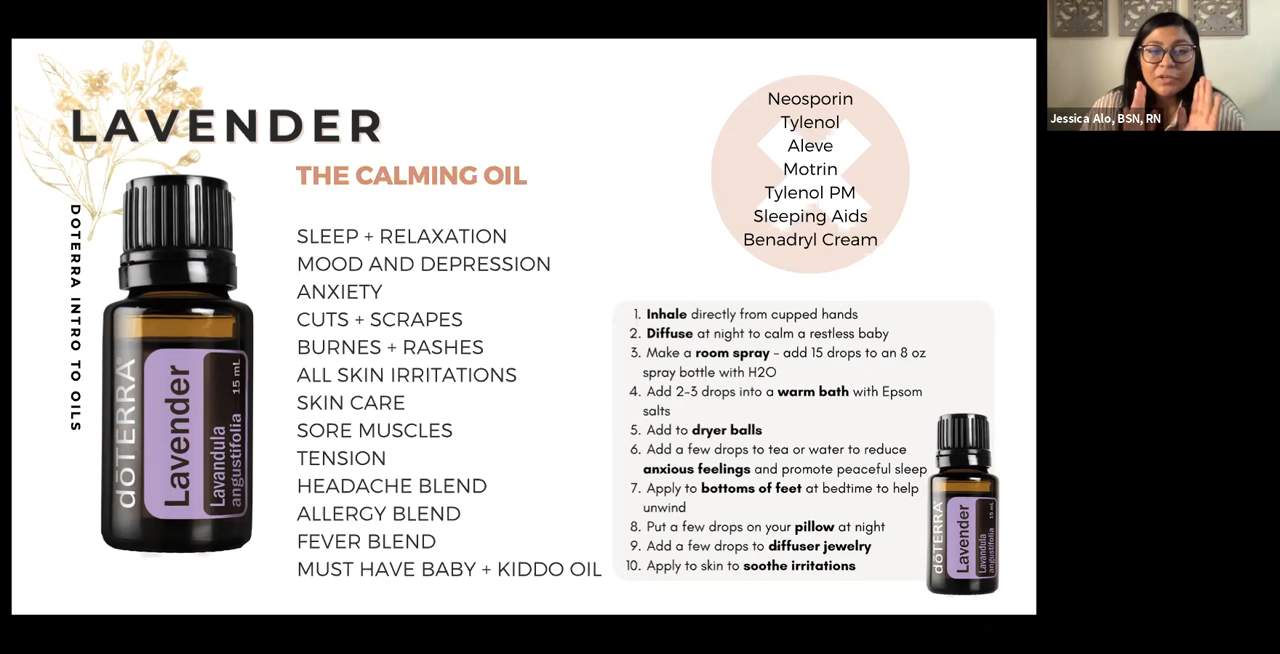 LAVENDER
THE CALMING OIL
DOTERRA INTRO TO OILS
dōTERRA
Lavender
Lavandula
angustifolia 15 mL
SLEEP + RELAXATION
MOOD AND DEPRESSION
ANXIETY
CUTS + SCRAPES
BURNES + RASHES
ALL SKIN IRRITATIONS
SKIN CARE
SORE MUSCLES
TENSION
HEADACHE BLEND
ALLERGY BLEND
FEVER BLEND
MUST HAVE BABY + KIDDO OIL
Neosporin
Tylenol
Aleve
Motrin
Tylenol PM
Sleeping Aids
Benadryl Cream
1. Inhale directly from cupped hands
2. Diffuse at night to calm a restless baby
3. Make a room spray - add 15 drops to an 8 oz
spray bottle with H2O
4. Add 2-3 drops into a warm bath with Epsom
salts
5. Add to dryer balls
6. Add a few drops to tea or water to reduce
anxious feelings and promote peaceful sleep
7. Apply to bottoms of feet at bedtime to help
unwind
8. Put a few drops on your pillow at night
9. Add a few drops to diffuser jewelry
10. Apply to skin to soothe irritations
dōTERRA
Lavender
Lavandula
angustifolia 15 mL
Jessica Alo, BSN, RN